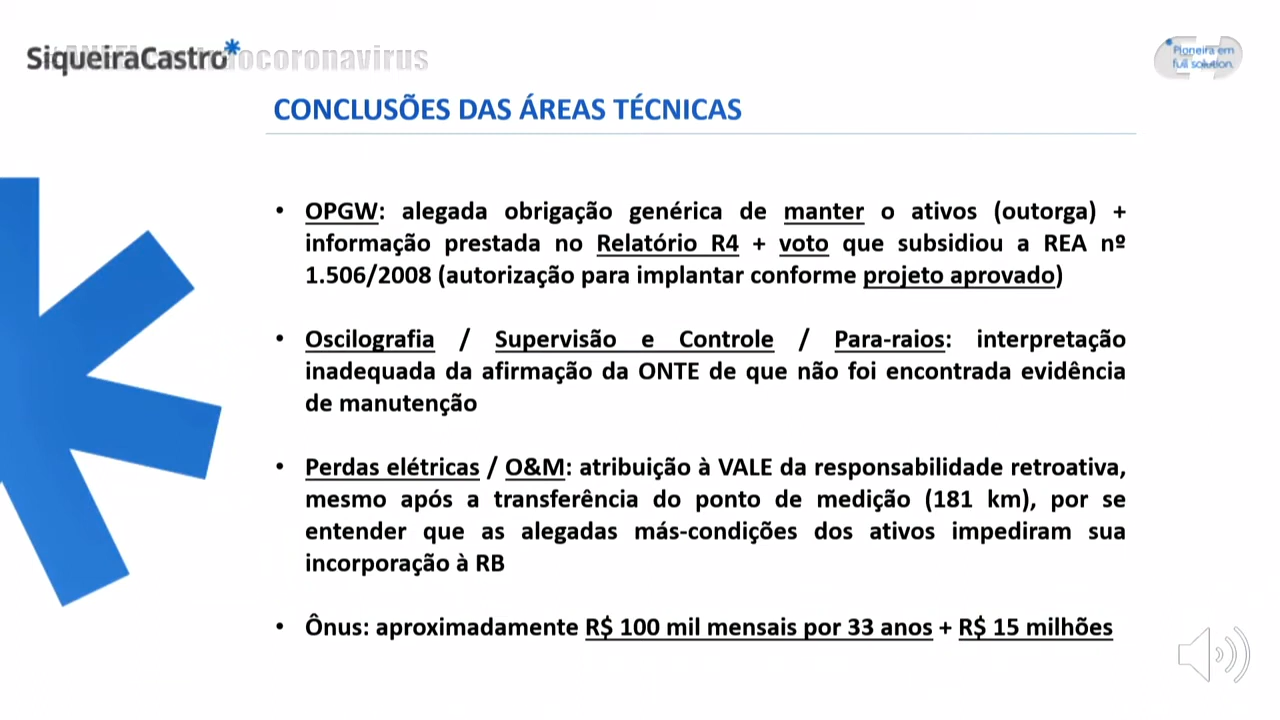 SiqueiraCastro*
docoronavirus
Pioneira em
full solution.
CONCLUSÕES DAS ÁREAS TÉCNICAS
• OPGW: alegada obrigação genérica de manter o ativos (outorga) +
informação prestada no Relatório R4 + voto que subsidiou a REA nº
1.506/2008 (autorização para implantar conforme projeto aprovado)
• Oscilografia / Supervisão e Controle / Para-raios: interpretação
inadequada da afirmação da ONTE de que não foi encontrada evidência
de manutenção
• Perdas elétricas / O&M: atribuição à VALE da responsabilidade retroativa,
mesmo após a transferência do ponto de medição (181 km), por se
entender que as alegadas más-condições dos ativos impediram sua
incorporação à RB
• Ônus: aproximadamente R$ 100 mil mensais por 33 anos + R$ 15 milhões